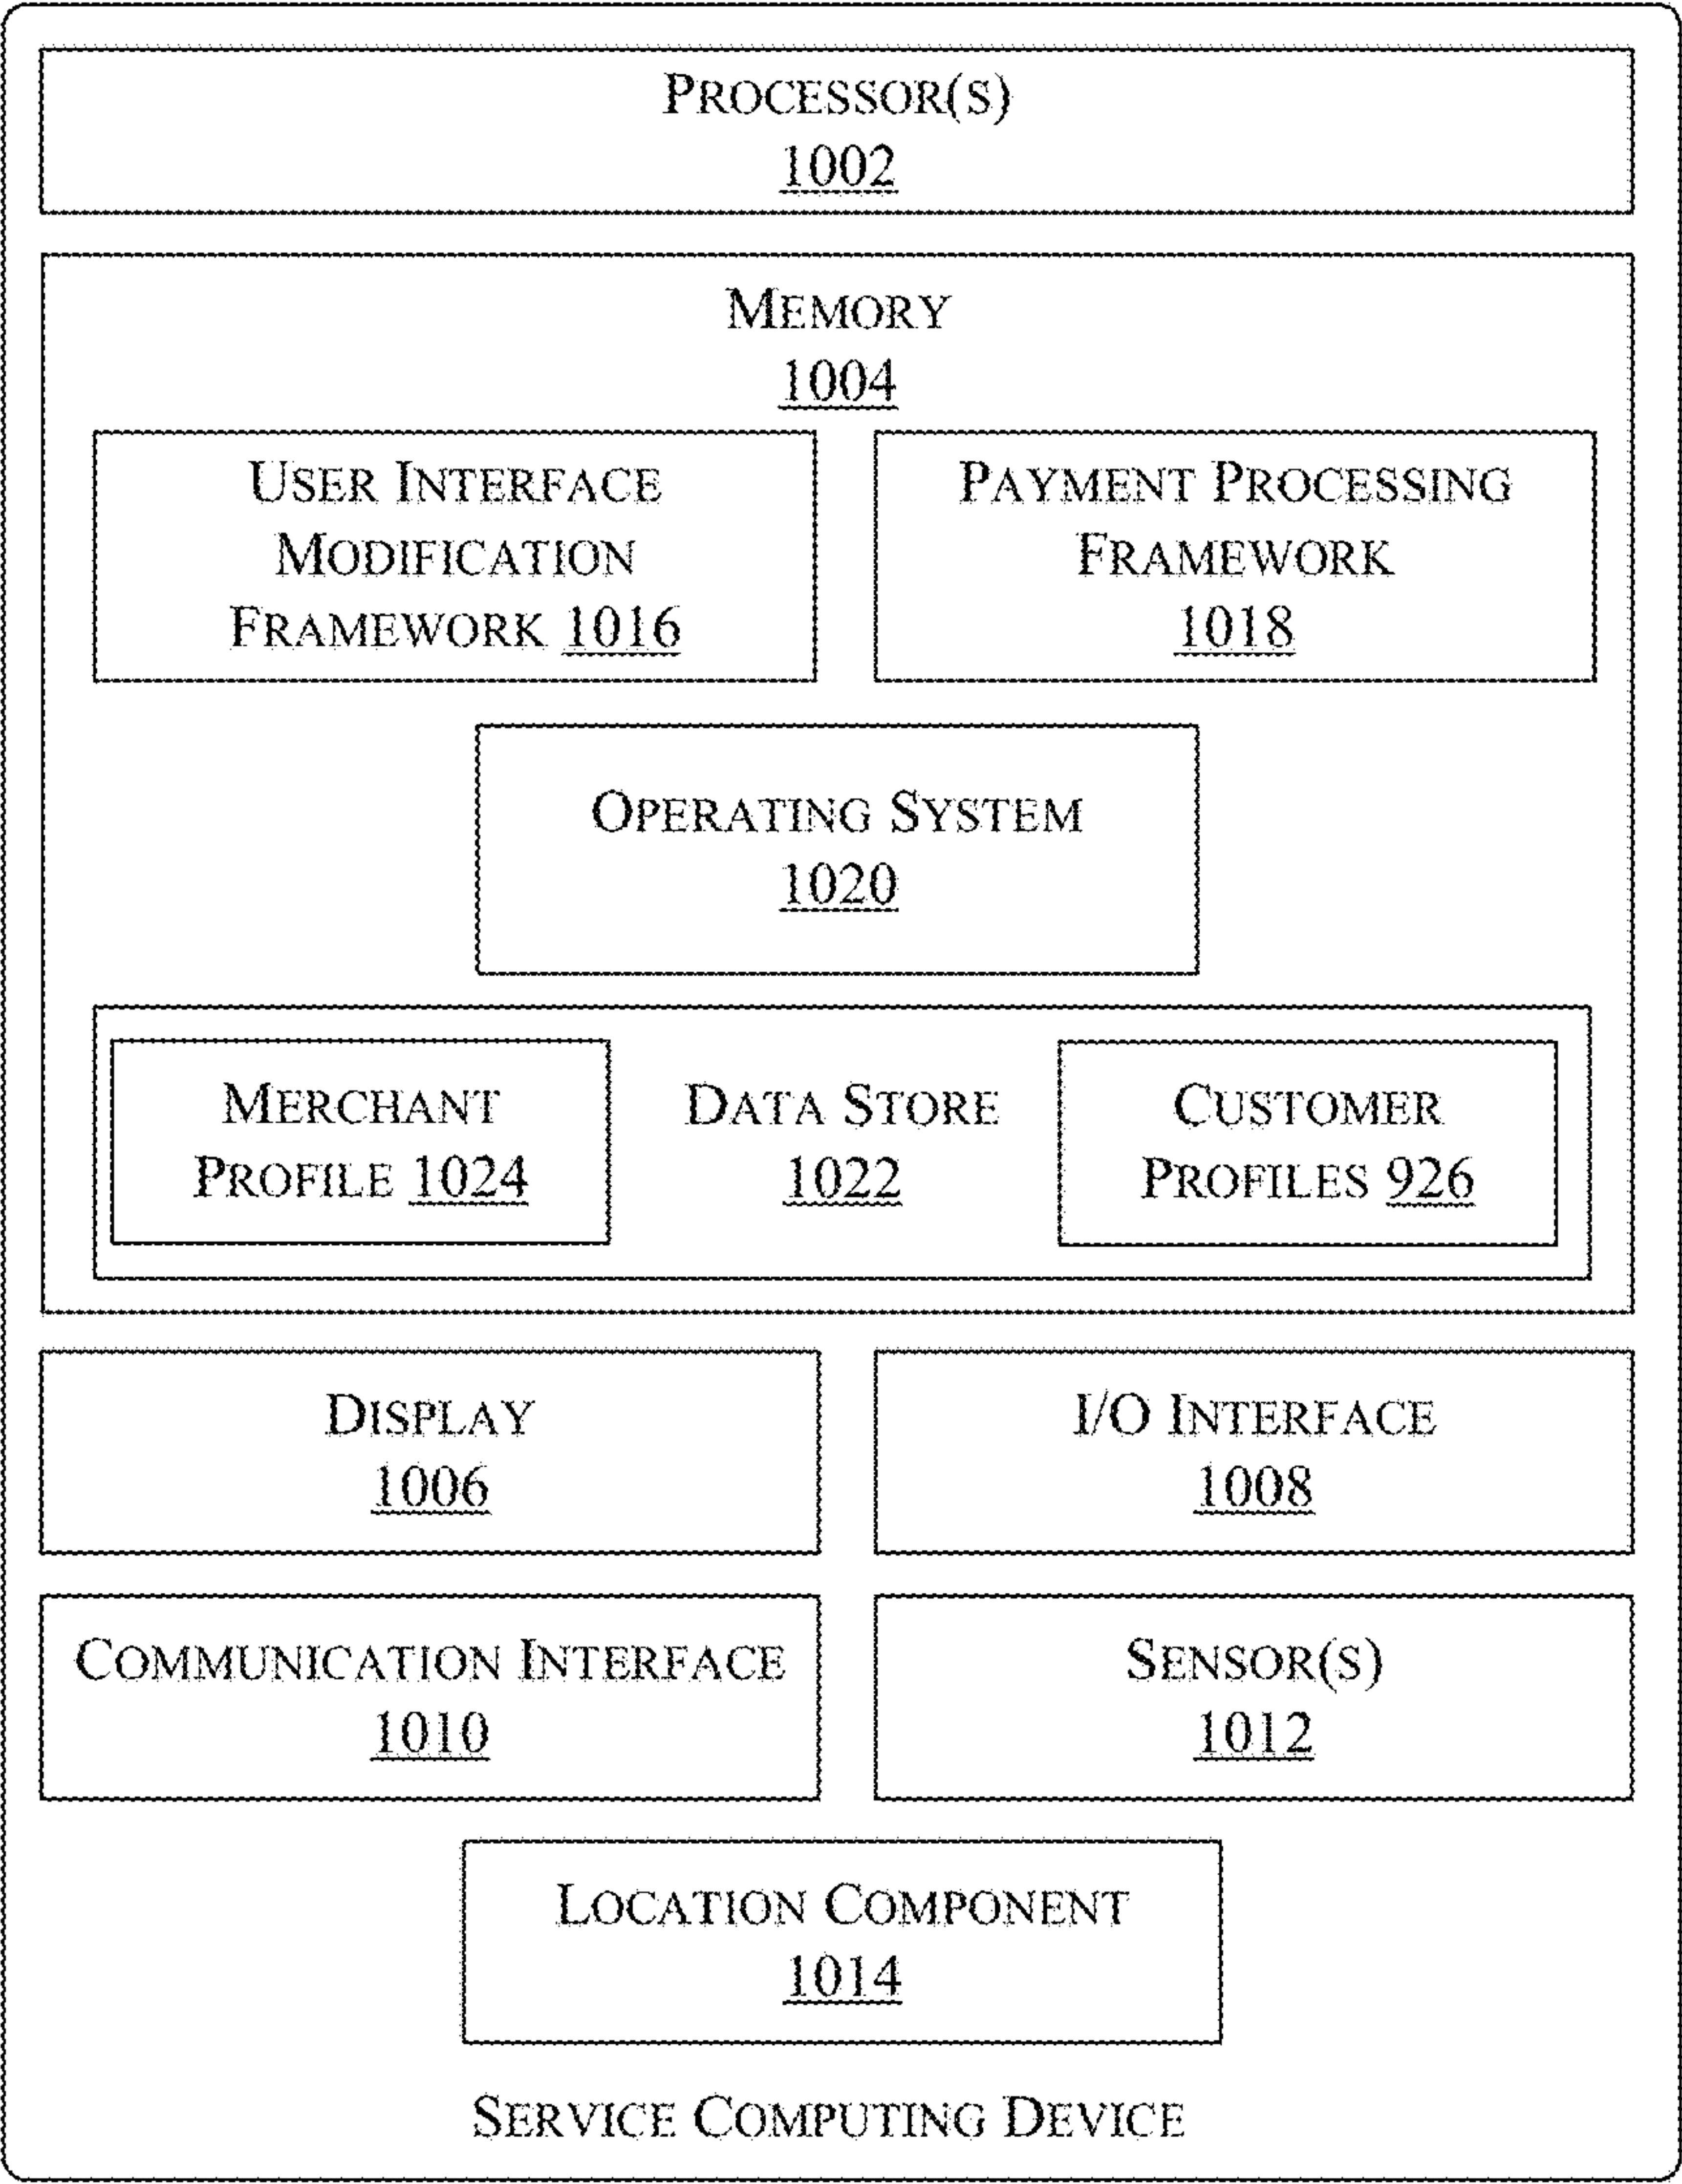 PROCESSOR(S)
1002
MEMORY
1004
USER INTERFACE
MODIFICATION
FRAMEWORK 1016
PAYMENT PROCESSING
FRAMEWORK
1018
OPERATING SYSTEM
1020
MERCHANT
PROFILE 1024
DATA STORE
1022
CUSTOMER
PROFILES 926
DISPLAY
1006
I/O INTERFACE
1008
COMMUNICATION INTERFACE
1010
SENSOR(S)
1012
LOCATION COMPONENT
1014
SERVICE COMPUTING DEVICE